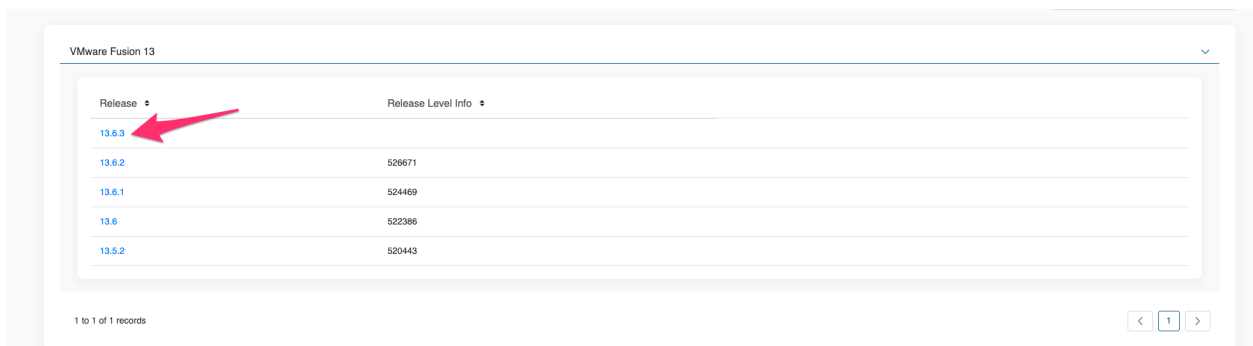 VMware Fusion 13
Release Release Level Info
13.6.3
13.6.2 526671
13.6.1 524469
13.6 522386
13.5.2 520443
1 to 1 of 1 records
1